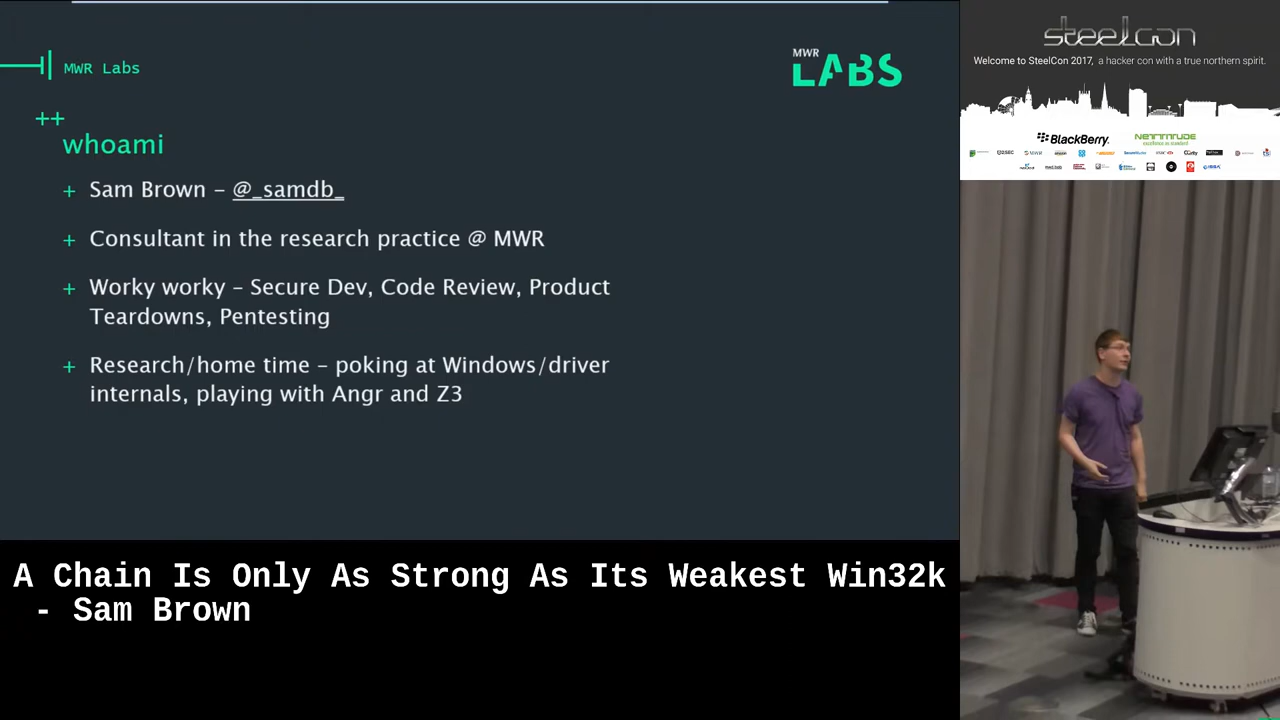 MWR Labs
MWR
LABS
++
whoami
+ Sam Brown – @_samdb_
+ Consultant in the research practice @ MWR
+ Worky worky – Secure Dev, Code Review, Product
Teardowns, Pentesting
+ Research/home time – poking at Windows/driver
internals, playing with Angr and Z3
A Chain Is Only As Strong As Its Weakest Win32k
- Sam Brown
steelcon
Welcome to SteelCon 2017, a hacker con with a true northern spirit.
BlackBerry
NETTITUDE